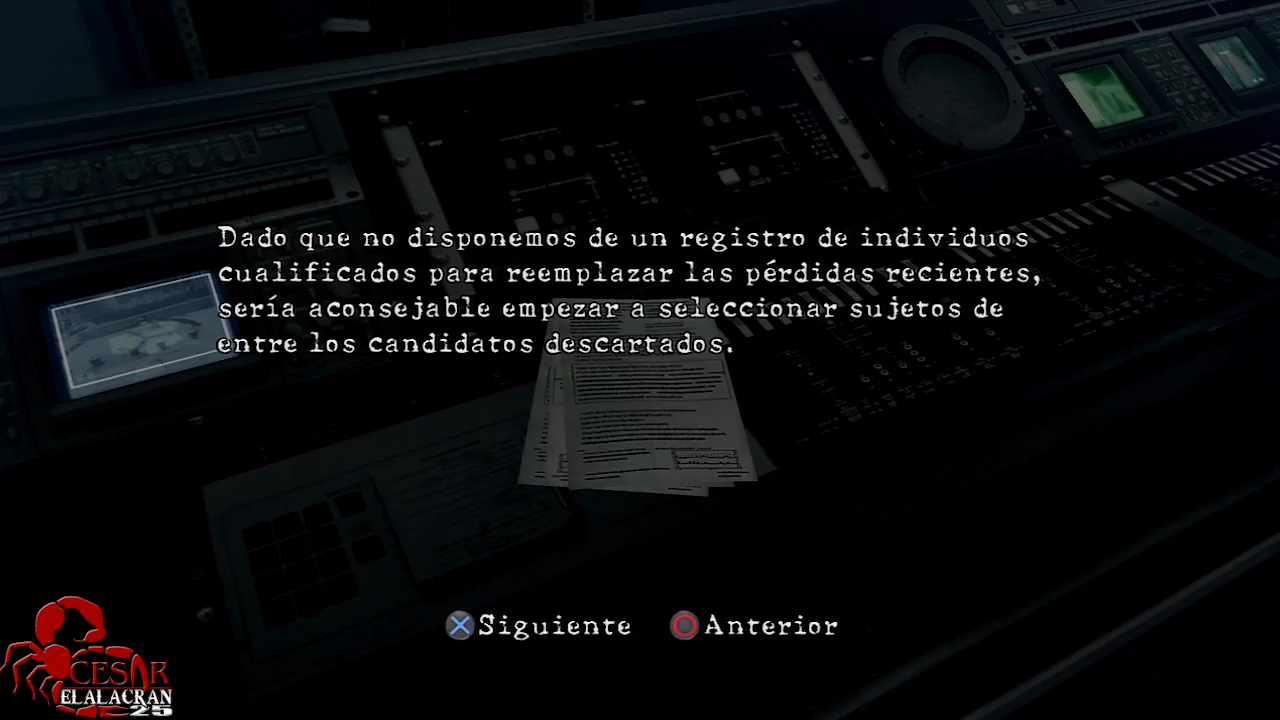 Dado que no disponemos de un registro de individuos
cualificados para reemplazar las pérdidas recientes,
sería aconsejable empezar a seleccionar sujetos de
entre los candidatos descartados.
Siguiente
Anterior
CESAR
ELALACRAN
25